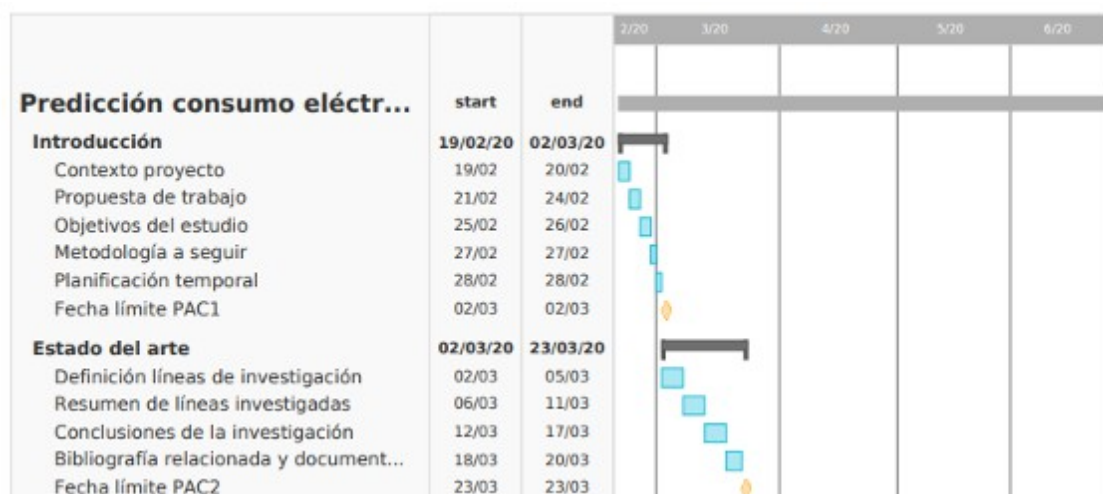 2/20 3/20 4/20 5/20 6/20
Predicción consumo eléctr... start end
Introducción 19/02/20 02/03/20
Contexto proyecto 19/02 20/02
Propuesta de trabajo 21/02 24/02
Objetivos del estudio 25/02 26/02
Metodología a seguir 27/02 27/02
Planificación temporal 28/02 28/02
Fecha límite PAC1 02/03 02/03
Estado del arte 02/03/20 23/03/20
Definición líneas de investigación 02/03 05/03
Resumen de líneas investigadas 06/03 11/03
Conclusiones de la investigación 12/03 17/03
Bibliografía relacionada y document... 18/03 20/03
Fecha límite PAC2 23/03 23/03